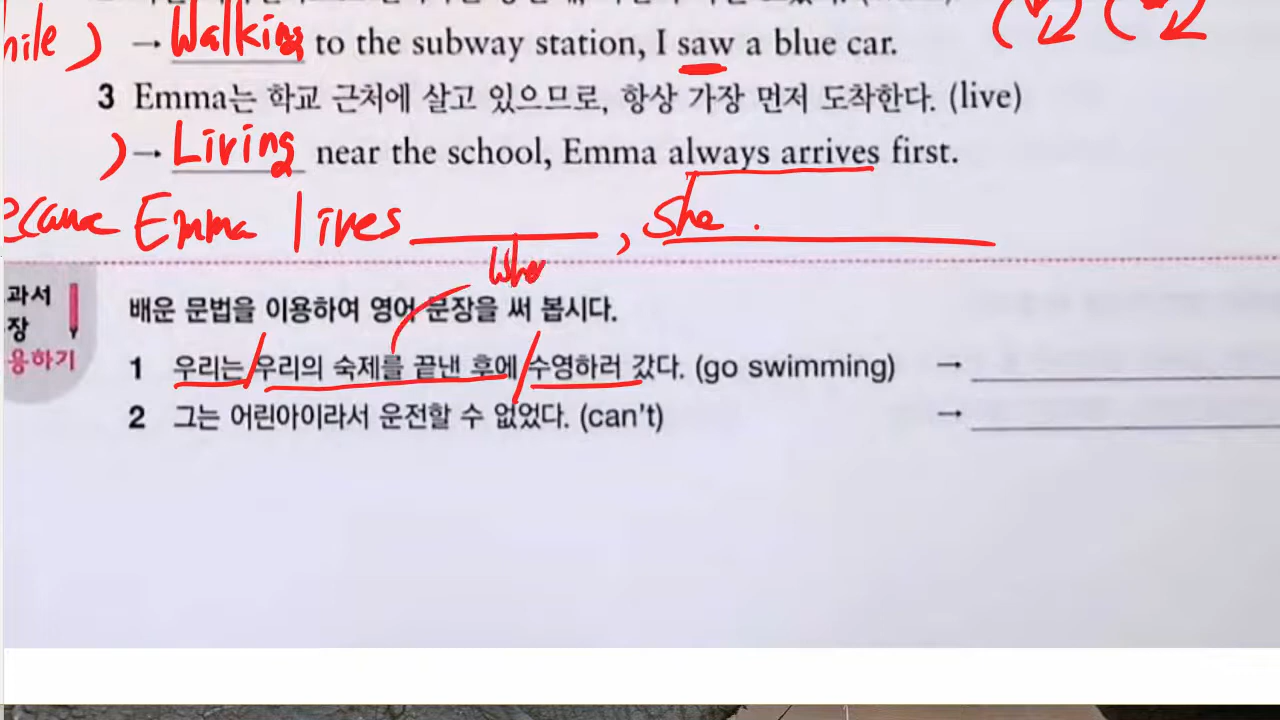 hile) → Walking to the subway station, I saw a blue car.
3 Emma는 학교 근처에 살고 있으므로, 항상 가장 먼저 도착한다. (live)
) → Living near the school, Emma always arrives first.
Emma lives ________, She .
과서
장
용하기
배운 문법을 이용하여 영어 문장을 써 봅시다.
1 우리는 우리의 숙제를 끝낸 후에 수영하러 갔다. (go swimming) →
2 그는 어린아이라서 운전할 수 없었다. (can't) →